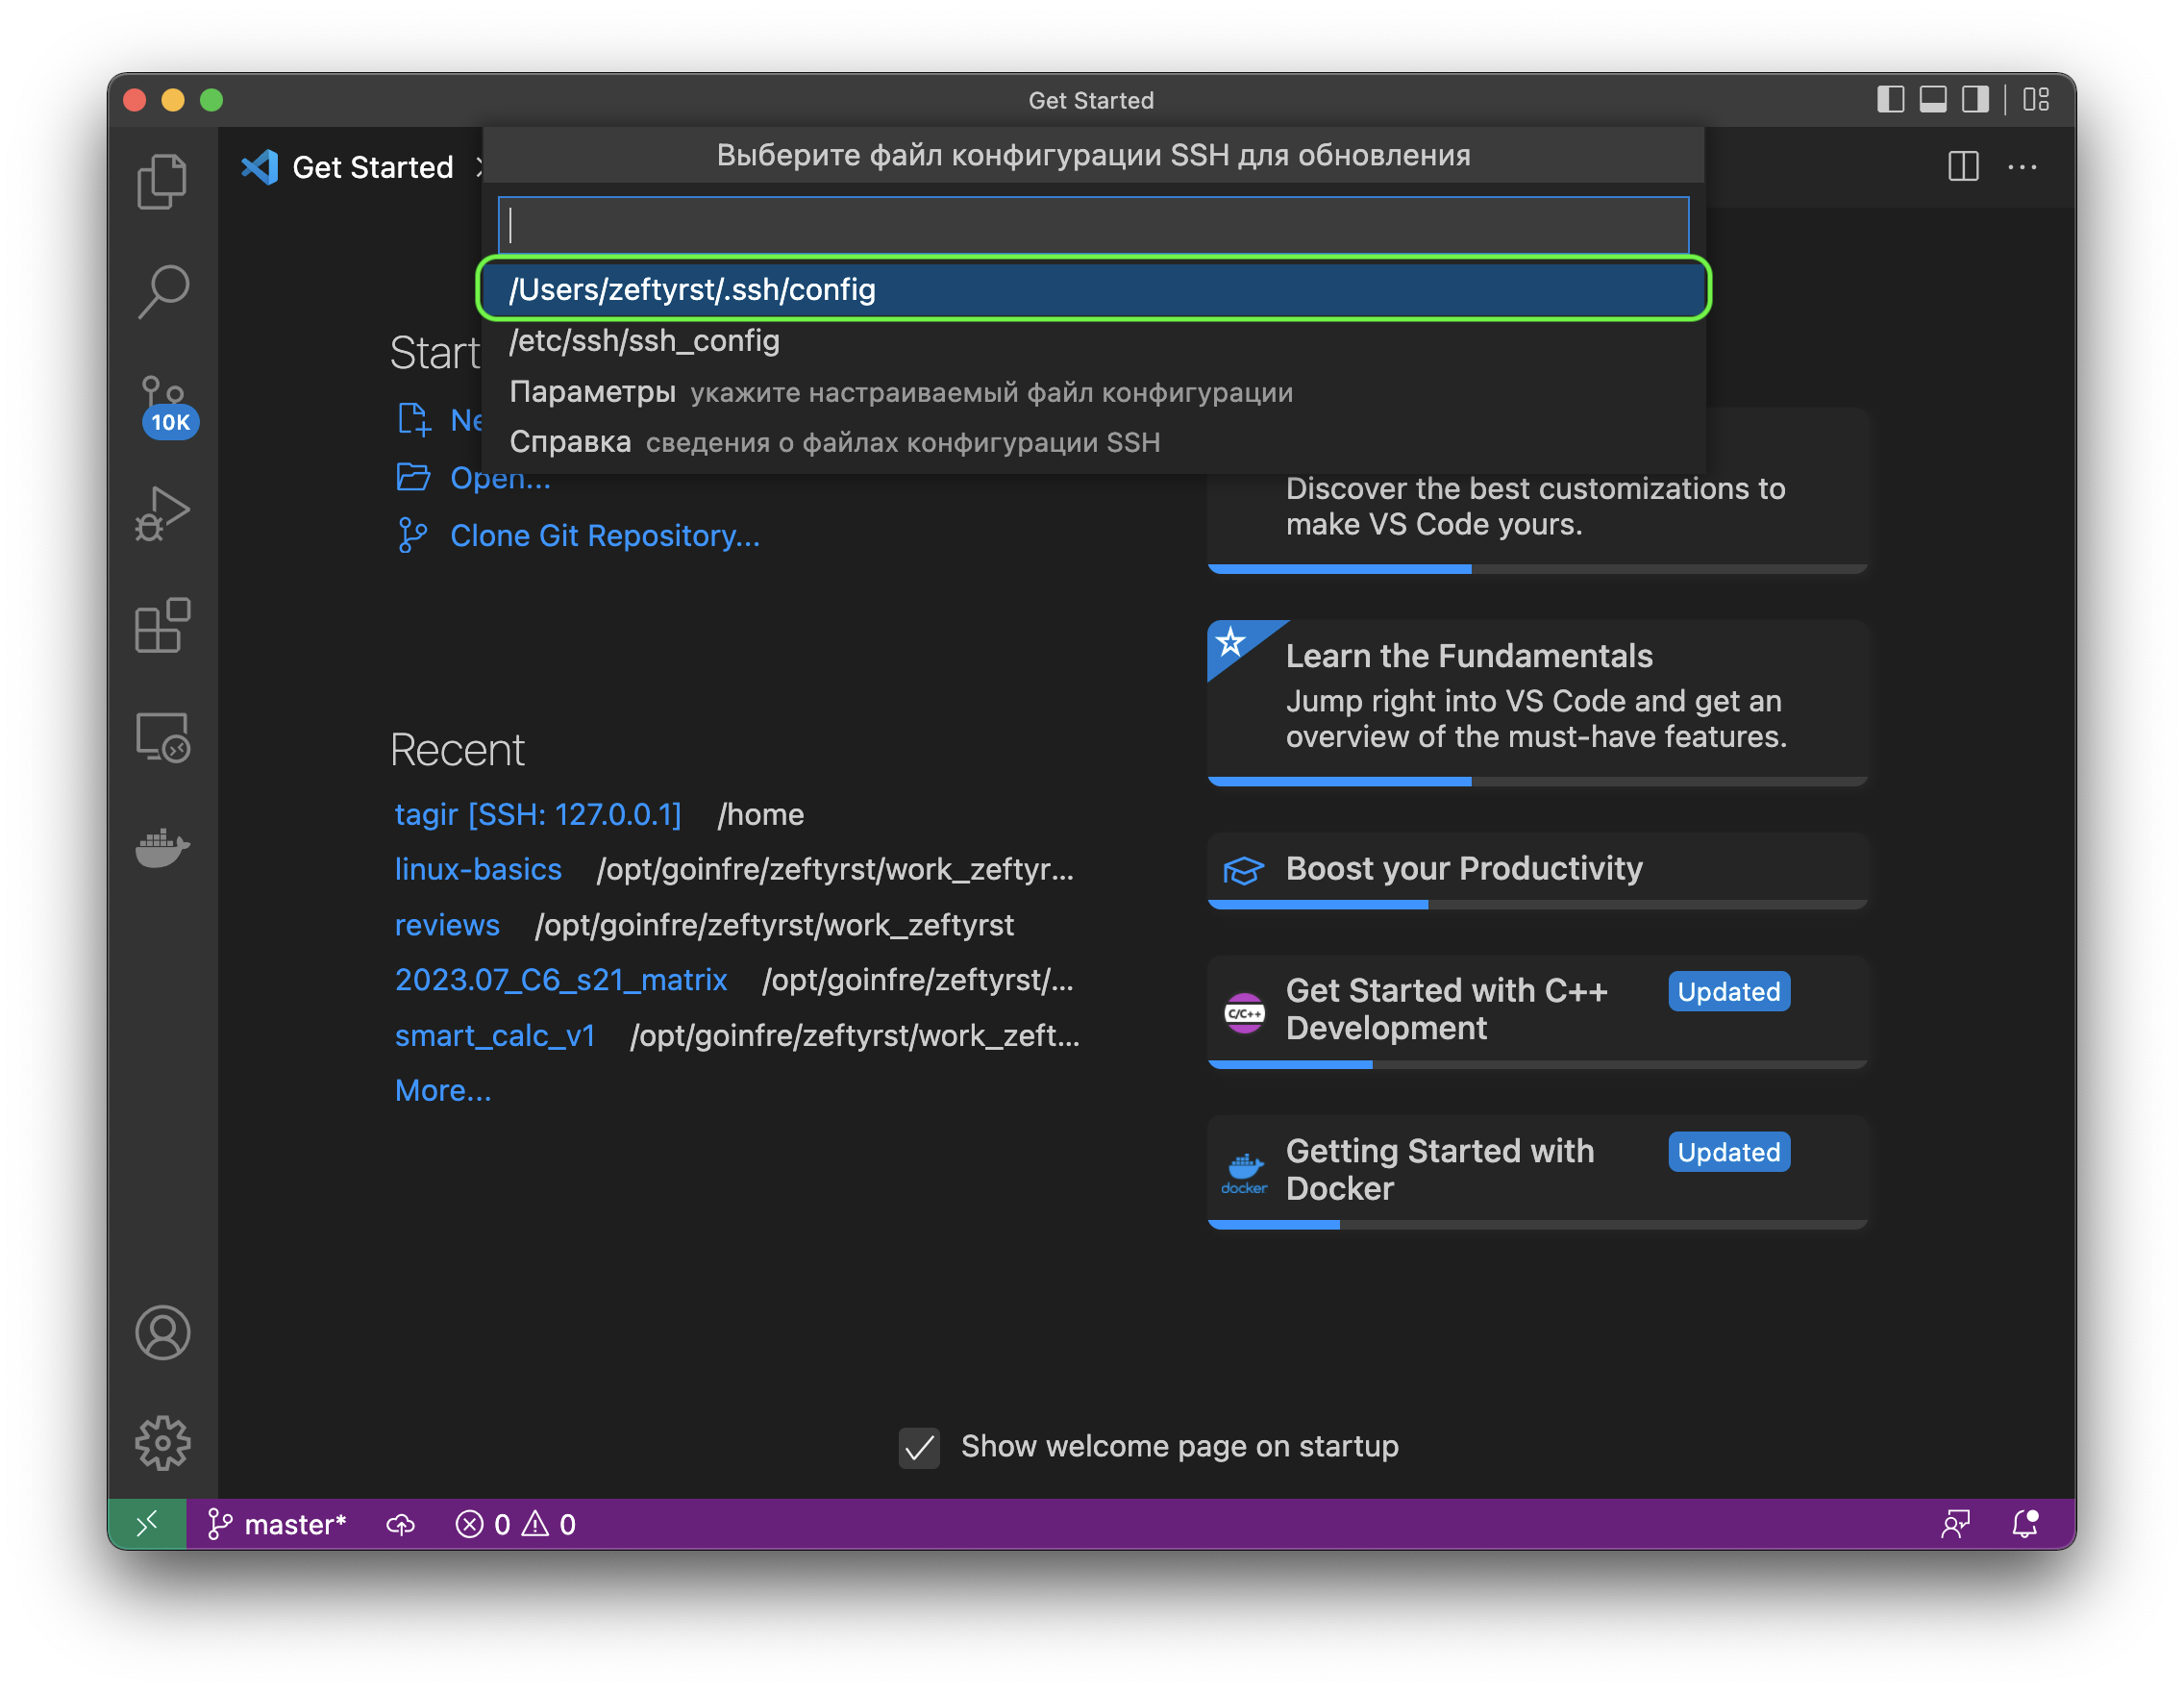 Get Started
Get Started
Выберите файл конфигурации SSH для обновления
/Users/zeftyrst/.ssh/config
/etc/ssh/ssh_config
Параметры укажите настраиваемый файл конфигурации
Справка сведения о файлах конфигурации SSH
10K
Start
Open...
Clone Git Repository...
Recent
tagir [SSH: 127.0.0.1] /home
linux-basics /opt/goinfre/zeftyrst/work_zeftyr...
reviews /opt/goinfre/zeftyrst/work_zeftyrst
2023.07_C6_s21_matrix /opt/goinfre/zeftyrst/...
smart_calc_v1 /opt/goinfre/zeftyrst/work_zeft...
More...
Discover the best customizations to
make VS Code yours.
Learn the Fundamentals
Jump right into VS Code and get an
overview of the must-have features.
Boost your Productivity
C/C++
Get Started with C++
Development
Updated
docker
Getting Started with
Docker
Updated
Show welcome page on startup
master* 0 0